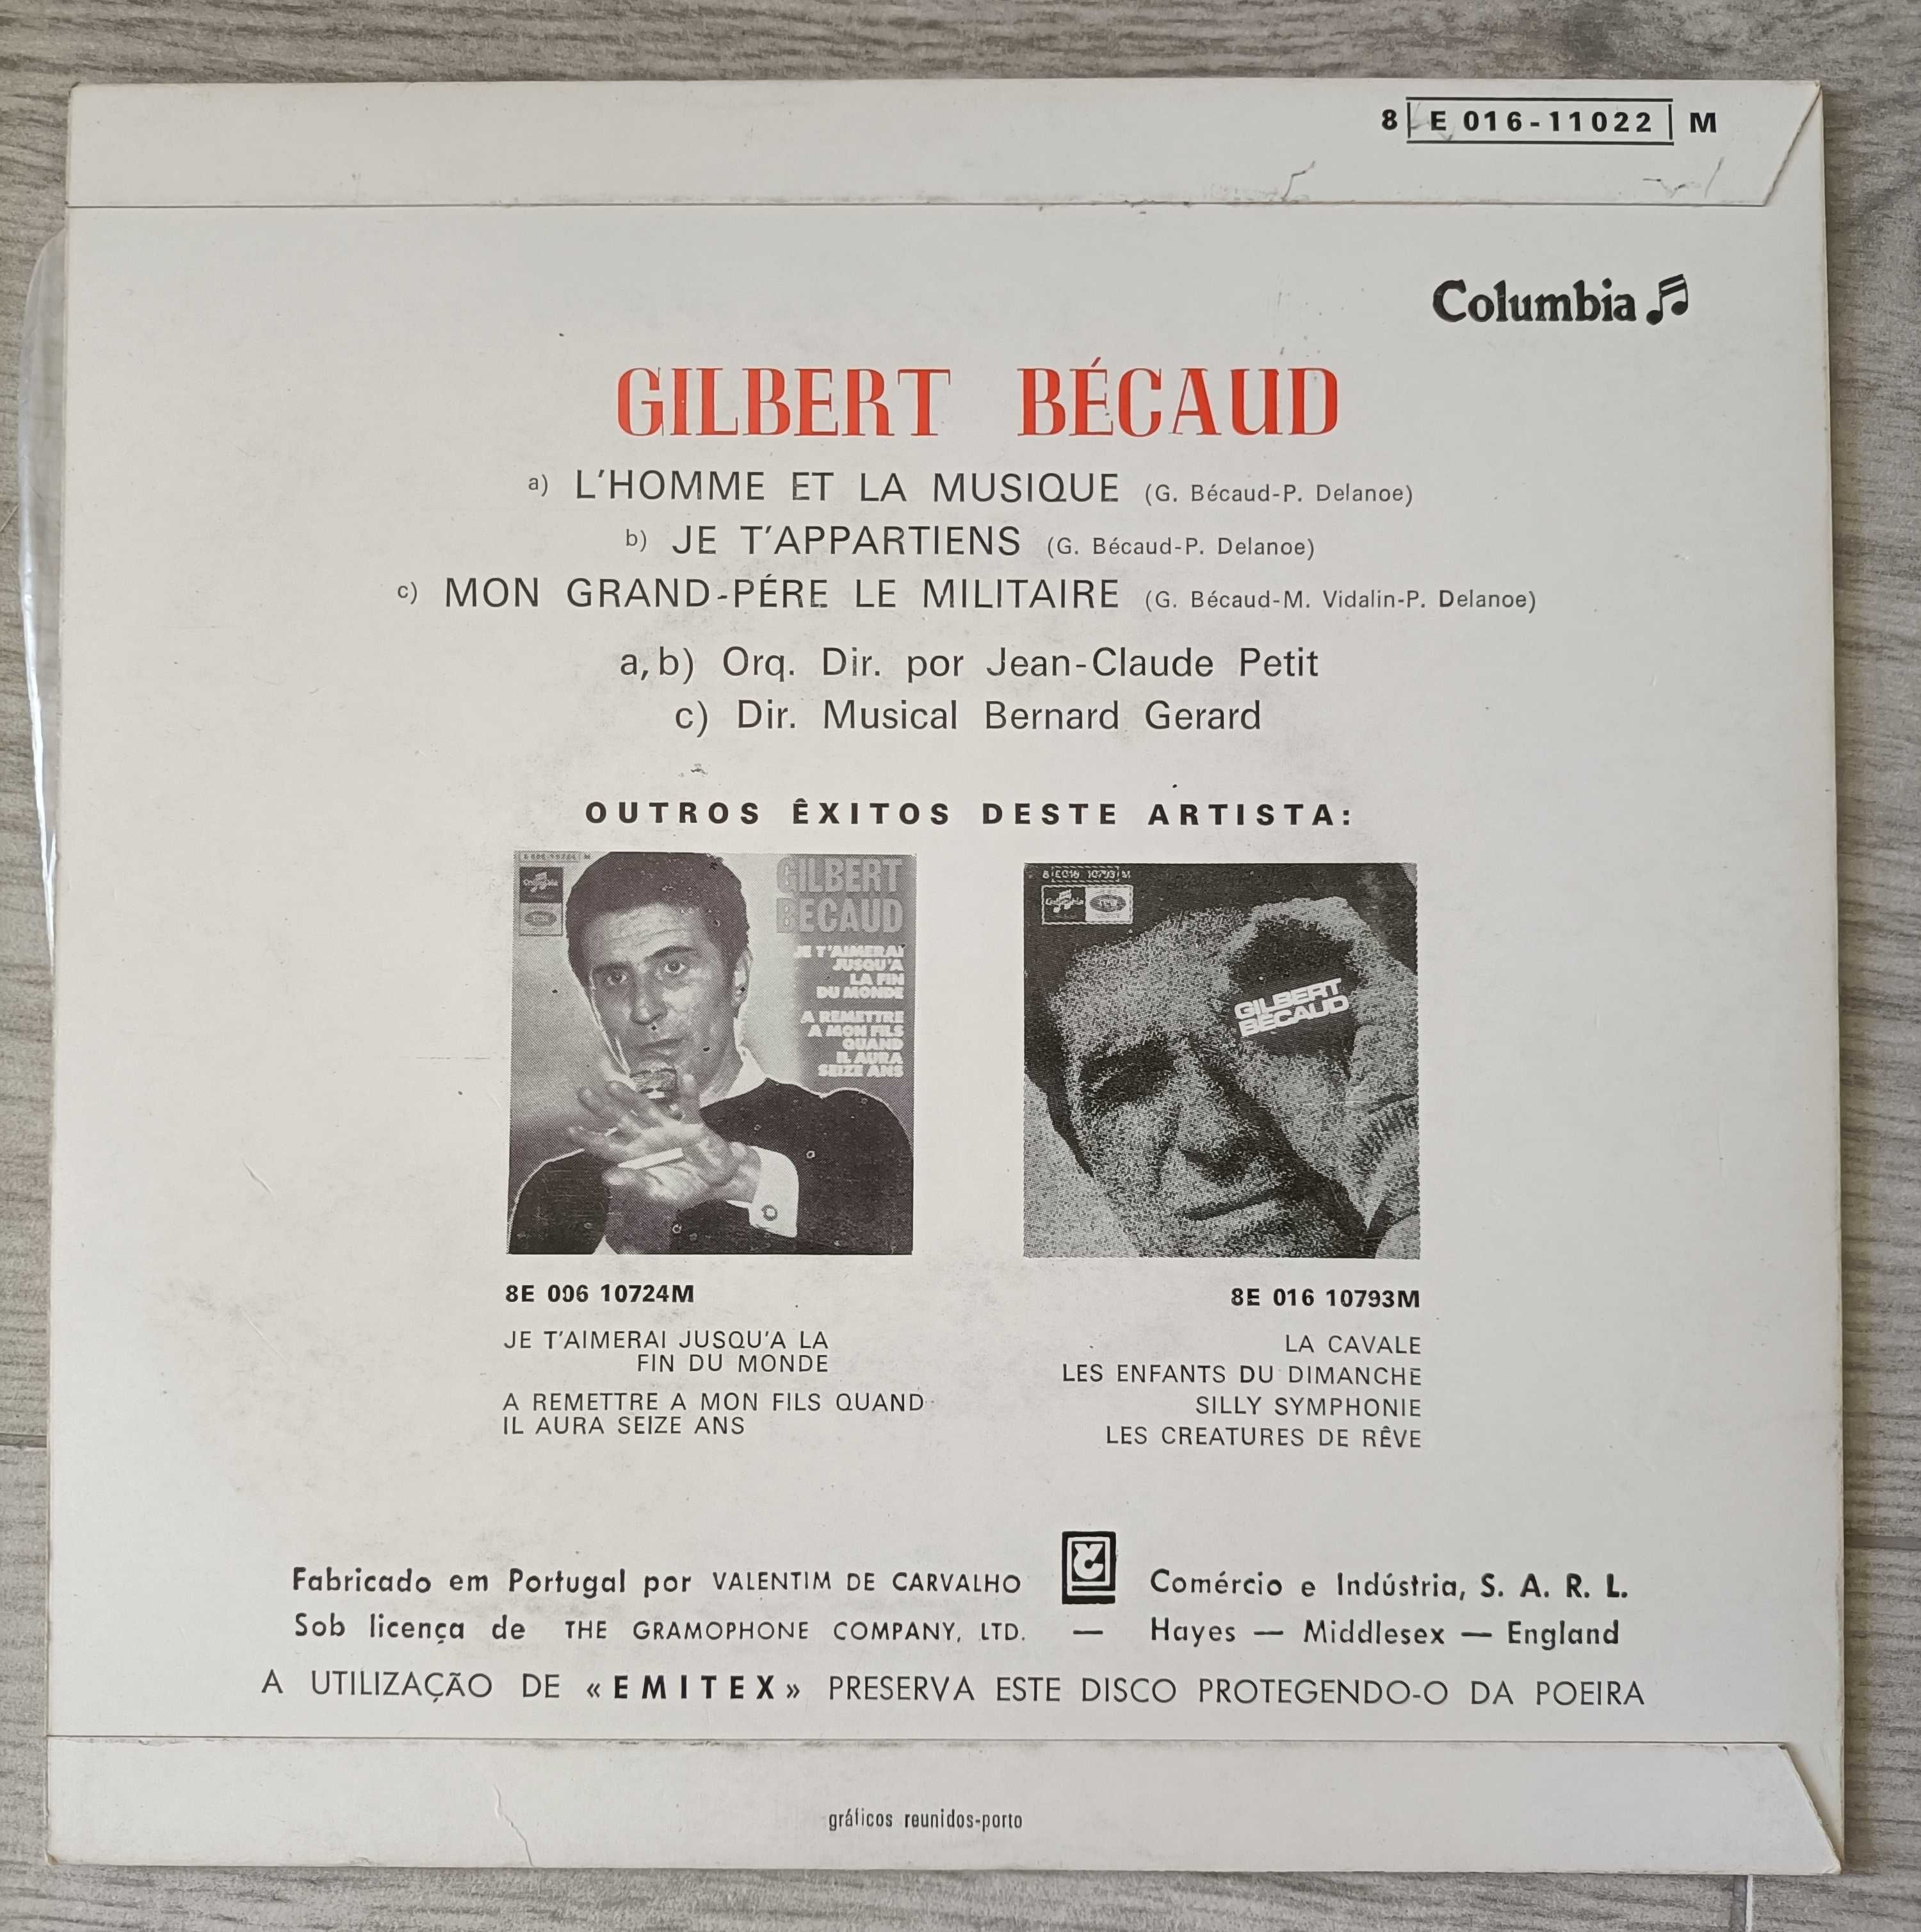 8 E 016-11022 M
Columbia
GILBERT BÉCAUD
a) L'HOMME ET LA MUSIQUE (G. Bécaud-P. Delanoe)
b) JE T'APPARTIENS (G. Bécaud-P. Delanoe)
c) MON GRAND-PÉRE LE MILITAIRE (G. Bécaud-M. Vidalin-P. Delanoe)
a, b) Orq. Dir. por Jean-Claude Petit
c) Dir. Musical Bernard Gerard
OUTROS ÊXITOS DESTE ARTISTA:
GILBERT
BECAUD
JE T'AIMERAI
JUSQU'A
LA FIN
DU MONDE
A REMETTRE
A MON FILS
QUAND
IL AURA
SEIZE ANS
8 E 016 10793 M
Columbia
GILBERT
BECAUD
8E 006 10724M
JE T'AIMERAI JUSQU'A LA
FIN DU MONDE
A REMETTRE A MON FILS QUAND
IL AURA SEIZE ANS
8E 016 10793M
LA CAVALE
LES ENFANTS DU DIMANCHE
SILLY SYMPHONIE
LES CREATURES DE RÊVE
Fabricado em Portugal por VALENTIM DE CARVALHO Comércio e Indústria, S. A. R. L.
Sob licença de THE GRAMOPHONE COMPANY, LTD. — Hayes — Middlesex — England
A UTILIZAÇÃO DE «EMITEX» PRESERVA ESTE DISCO PROTEGENDO-O DA POEIRA
gráficos reunidos-porto